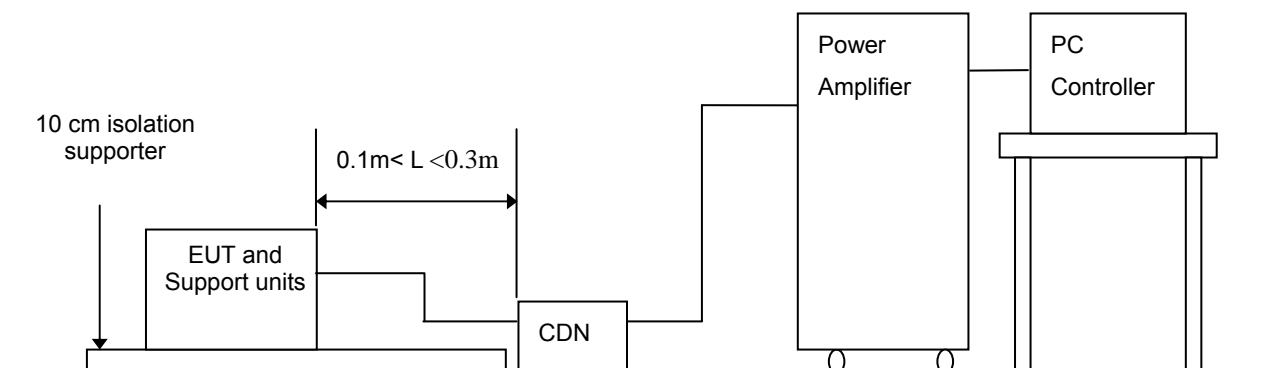 Power
Amplifier
PC
Controller
10 cm isolation
supporter
0.1m< L <0.3m
EUT and
Support units
CDN